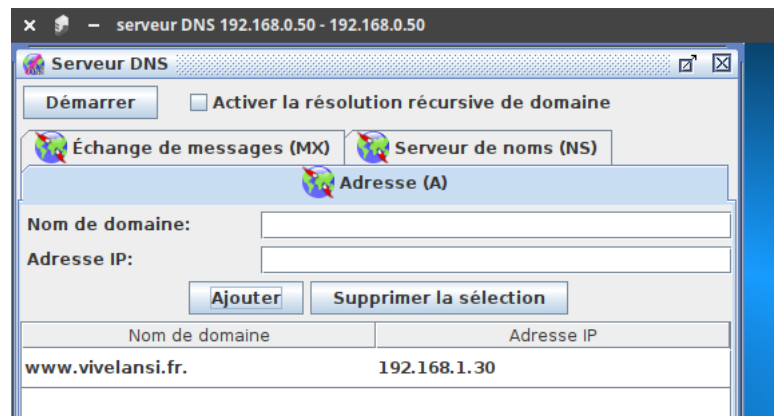 serveur DNS 192.168.0.50 - 192.168.0.50
Serveur DNS
Démarrer Activer la résolution récursive de domaine
Échange de messages (MX) Serveur de noms (NS)
Adresse (A)
Nom de domaine:
Adresse IP:
Ajouter Supprimer la sélection
Nom de domaine Adresse IP
www.vivelansi.fr. 192.168.1.30